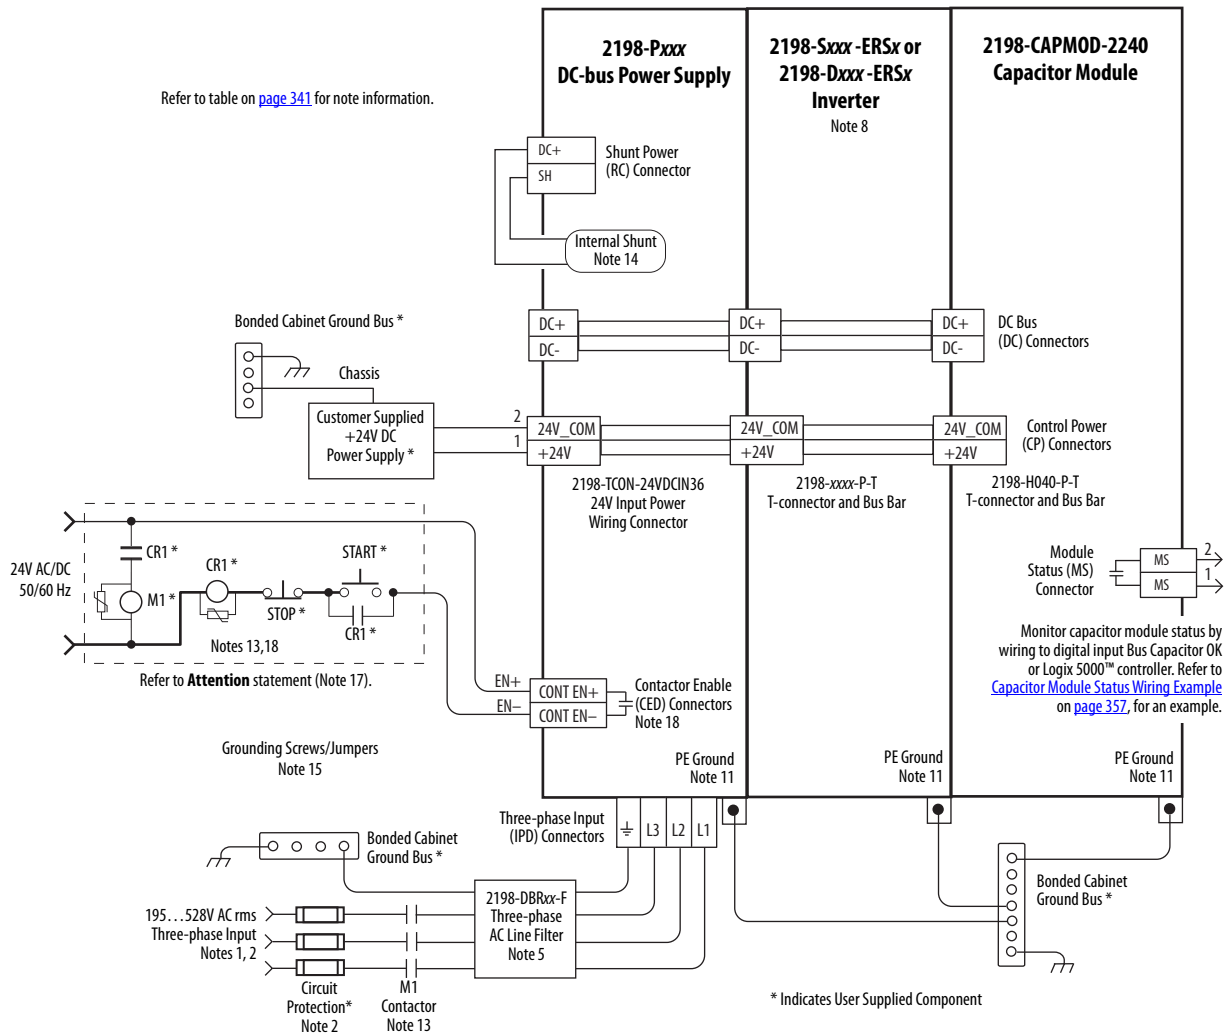 2198-Pxxx
DC-bus Power Supply
2198-Sxxx -ERSx or
2198-Dxxx -ERSx
Inverter
Note 8
2198-CAPMOD-2240
Capacitor Module
Refer to table on page 341 for note information.
DC+
SH
Shunt Power
(RC) Connector
Internal Shunt
Note 14
Bonded Cabinet Ground Bus *
Chassis
DC+
DC-
DC+
DC-
DC+
DC-
DC Bus
(DC) Connectors
Customer Supplied
+24V DC
Power Supply *
2
1
24V_COM
+24V
24V_COM
+24V
24V_COM
+24V
Control Power
(CP) Connectors
2198-TCON-24VDCIN36
24V Input Power
Wiring Connector
2198-xxxx-P-T
T-connector and Bus Bar
2198-H040-P-T
T-connector and Bus Bar
24V AC/DC
50/60 Hz
CR1 *
M1 *
CR1 *
STOP *
START *
CR1 *
Notes 13,18
Refer to Attention statement (Note 17).
Module
Status (MS)
Connector
MS
MS
2
1
Monitor capacitor module status by
wiring to digital input Bus Capacitor OK
or Logix 5000™ controller. Refer to
Capacitor Module Status Wiring Example
on page 357, for an example.
EN+
EN–
CONT EN+
CONT EN–
Contactor Enable
(CED) Connectors
Note 18
Grounding Screws/Jumpers
Note 15
PE Ground
Note 11
PE Ground
Note 11
PE Ground
Note 11
Three-phase Input
(IPD) Connectors
L3
L2
L1
Bonded Cabinet
Ground Bus *
195…528V AC rms
Three-phase Input
Notes 1, 2
2198-DBRxx-F
Three-phase
AC Line Filter
Note 5
Bonded Cabinet
Ground Bus *
Circuit
Protection*
Note 2
M1
Contactor
Note 13
* Indicates User Supplied Component